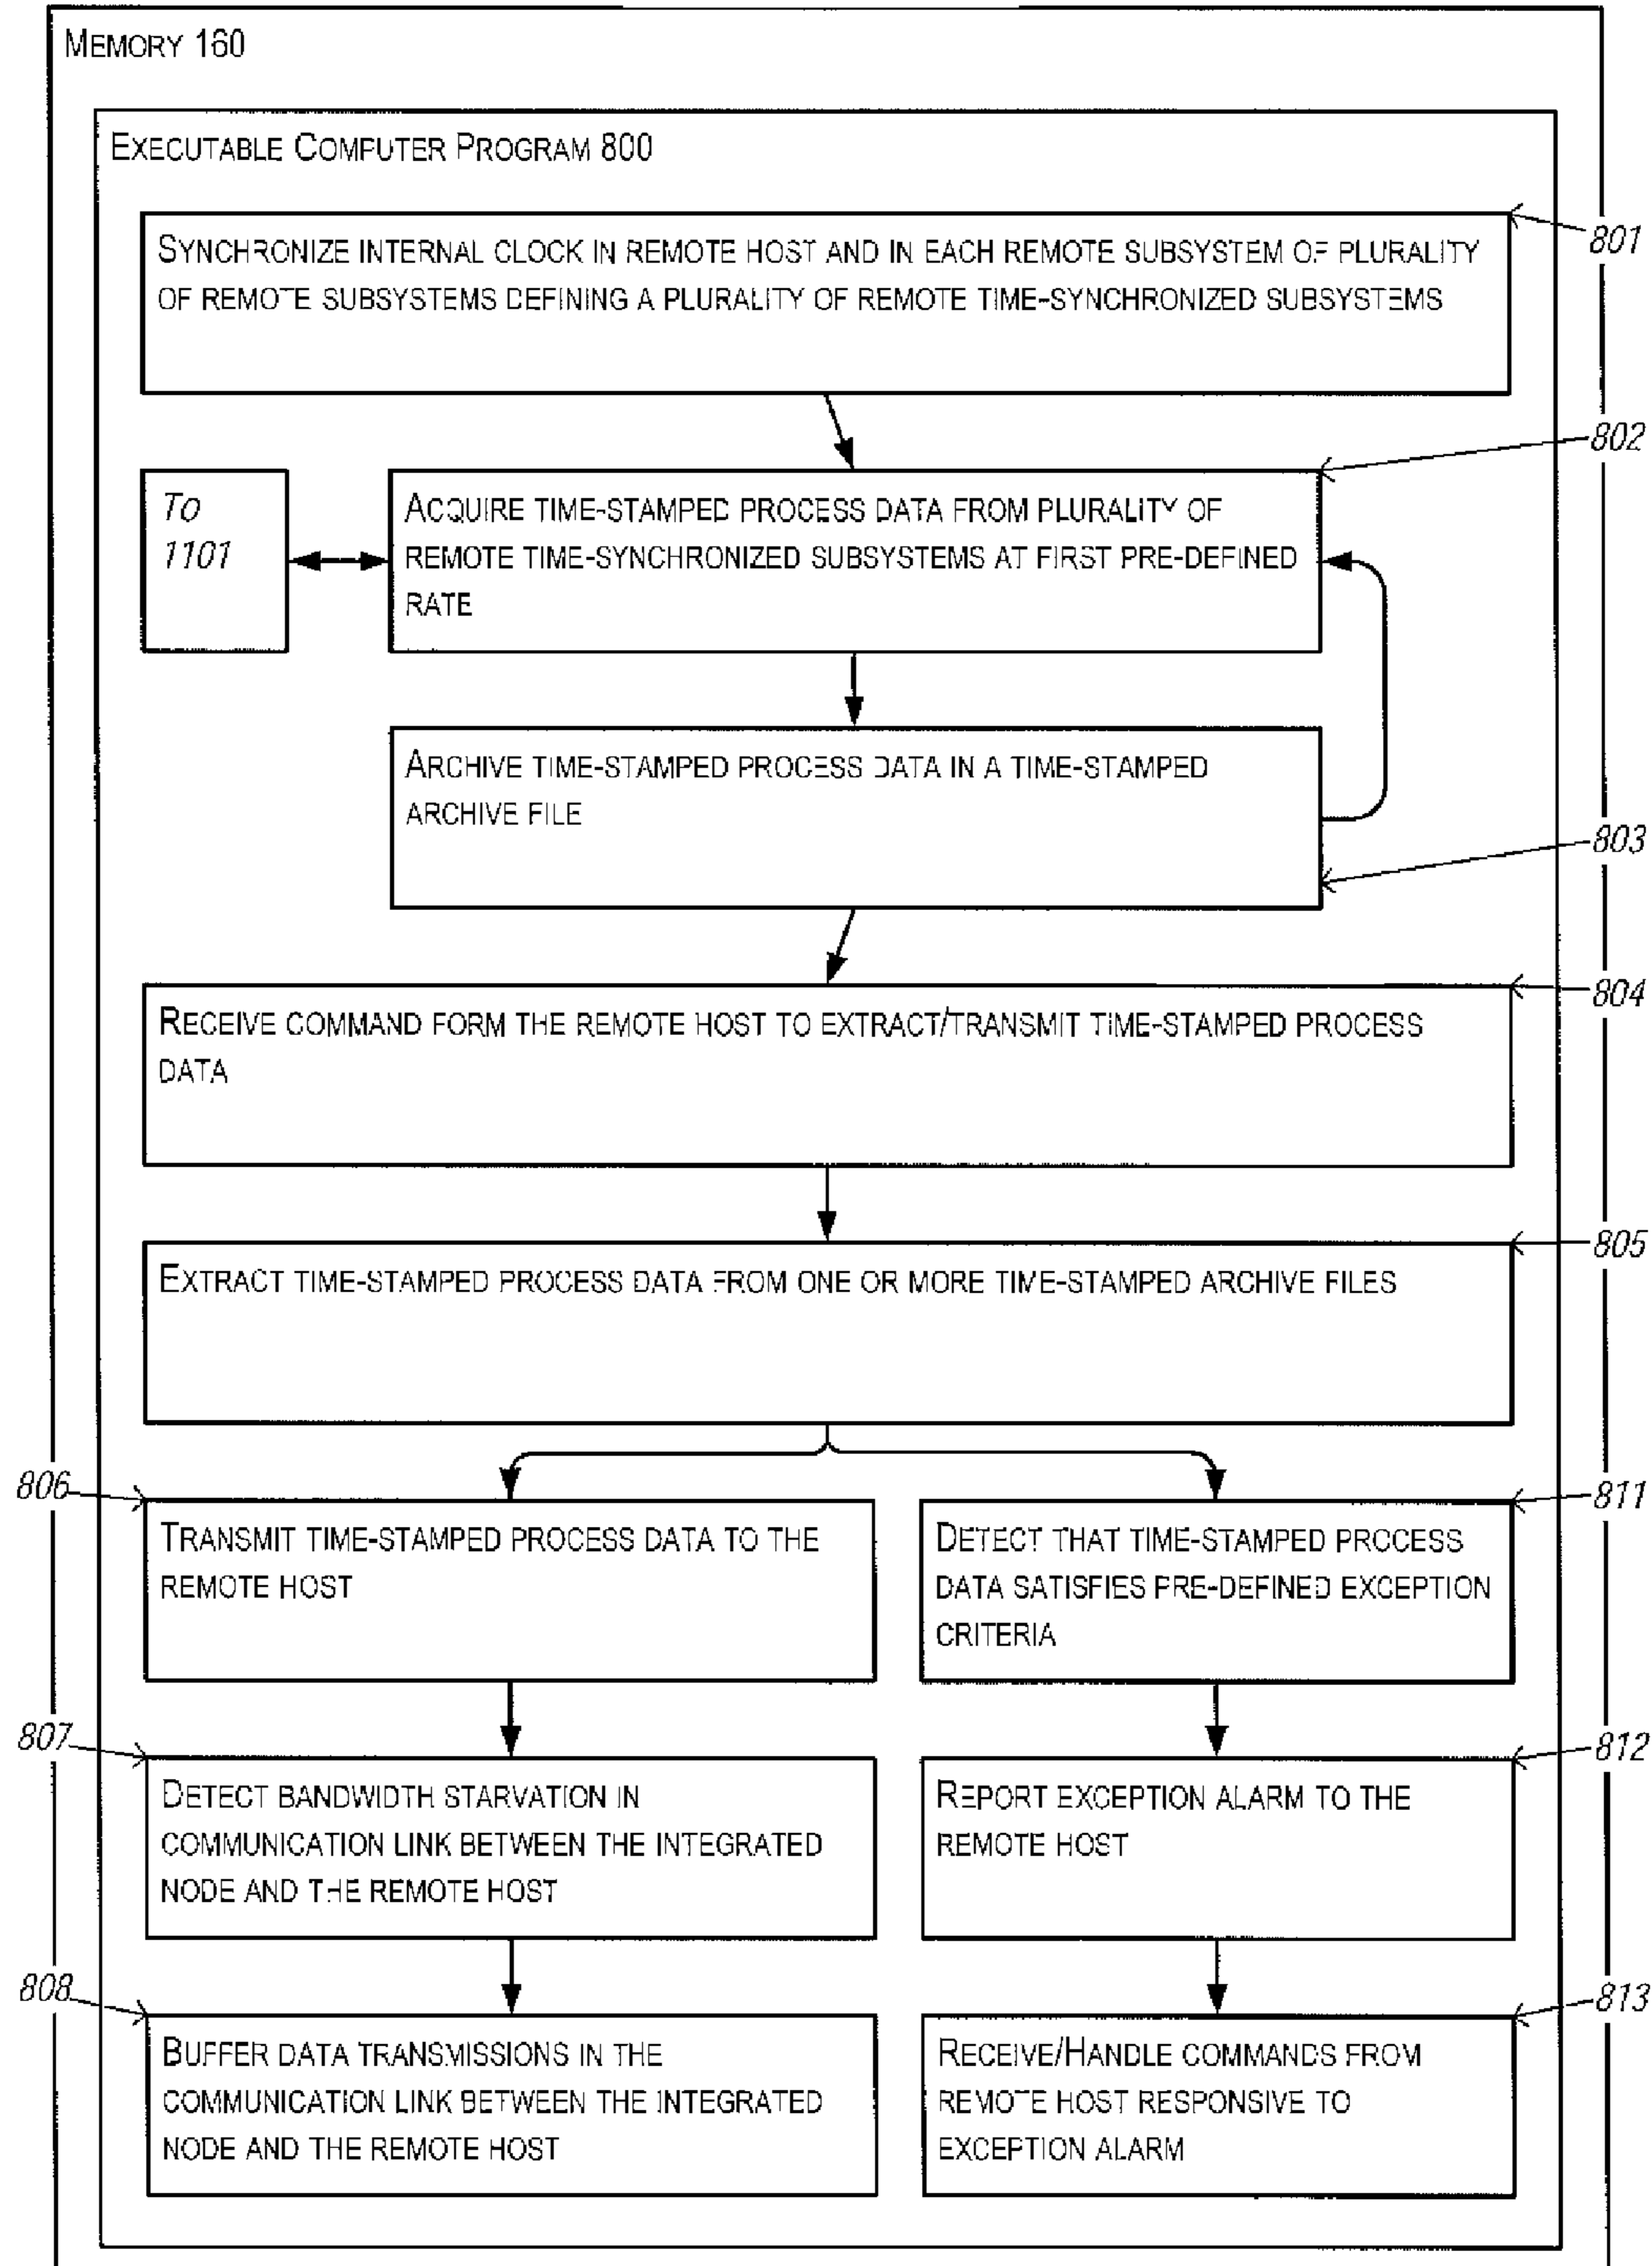 MEMORY 160
EXECUTABLE COMPUTER PROGRAM 800
SYNCHRONIZE INTERNAL CLOCK IN REMOTE HOST AND IN EACH REMOTE SUBSYSTEM OF PLURALITY
OF REMOTE SUBSYSTEMS DEFINING A PLURALITY OF REMOTE TIME-SYNCHRONIZED SUBSYSTEMS
801
802
To
1101
ACQUIRE TIME-STAMPED PROCESS DATA FROM PLURALITY OF
REMOTE TIME-SYNCHRONIZED SUBSYSTEMS AT FIRST PRE-DEFINED
RATE
ARCHIVE TIME-STAMPED PROCESS DATA IN A TIME-STAMPED
ARCHIVE FILE
803
804
RECEIVE COMMAND FORM THE REMOTE HOST TO EXTRACT/TRANSMIT TIME-STAMPED PROCESS
DATA
805
EXTRACT TIME-STAMPED PROCESS DATA FROM ONE OR MORE TIME-STAMPED ARCHIVE FILES
806
TRANSMIT TIME-STAMPED PROCESS DATA TO THE
REMOTE HOST
811
DETECT THAT TIME-STAMPED PROCESS
DATA SATISFIES PRE-DEFINED EXCEPTION
CRITERIA
807
DETECT BANDWIDTH STARVATION IN
COMMUNICATION LINK BETWEEN THE INTEGRATED
NODE AND THE REMOTE HOST
812
REPORT EXCEPTION ALARM TO THE
REMOTE HOST
808
BUFFER DATA TRANSMISSIONS IN THE
COMMUNICATION LINK BETWEEN THE INTEGRATED
NODE AND THE REMOTE HOST
813
RECEIVE/HANDLE COMMANDS FROM
REMOTE HOST RESPONSIVE TO
EXCEPTION ALARM